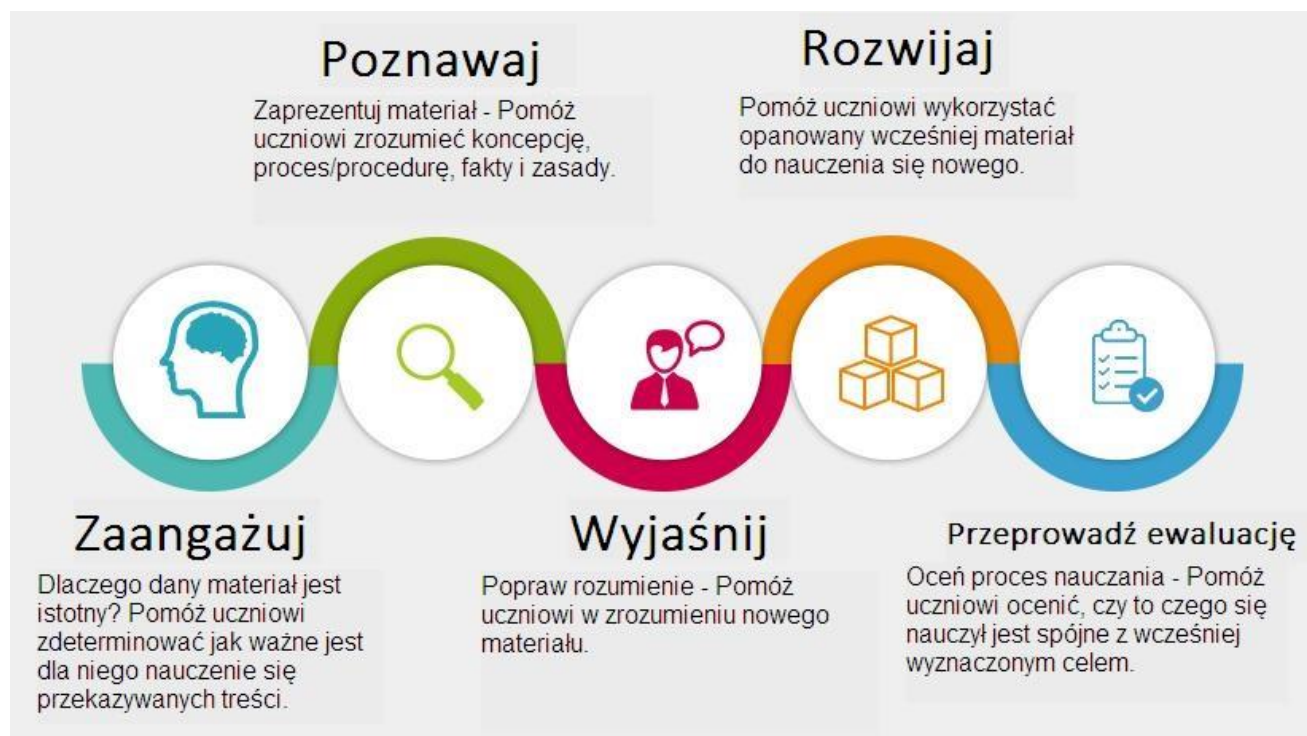 Poznawaj
Zaprezentuj materiał - Pomóż
uczniowi zrozumieć koncepcję,
proces/procedurę, fakty i zasady.
Rozwijaj
Pomóż uczniowi wykorzystać
opanowany wcześniej materiał
do nauczenia się nowego.
Zaangażuj
Dlaczego dany materiał jest
istotny? Pomóż uczniowi
zdeterminować jak ważne jest
dla niego nauczenie się
przekazywanych treści.
Wyjaśnij
Popraw rozumienie - Pomóż
uczniowi w zrozumieniu nowego
materiału.
Przeprowadź ewaluację
Oceń proces nauczania - Pomóż
uczniowi ocenić, czy to czego się
nauczył jest spójne z wcześniej
wyznaczonym celem.